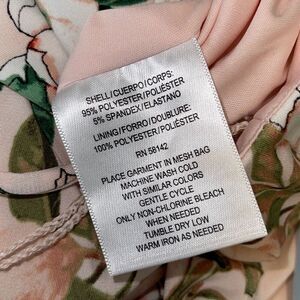 SHELL/CUERPO/CORPS:
95% POLYESTER/POLIÉSTER
5% SPANDEX/ELASTANO
LINING/FORRO/DOUBLURE:
100% POLYESTER/POLIÉSTER
RN 58142
PLACE GARMENT IN MESH BAG
MACHINE WASH COLD
WITH SIMILAR COLORS
GENTLE CYCLE
ONLY NON-CHLORINE BLEACH
WHEN NEEDED
TUMBLE DRY LOW
WARM IRON AS NEEDED